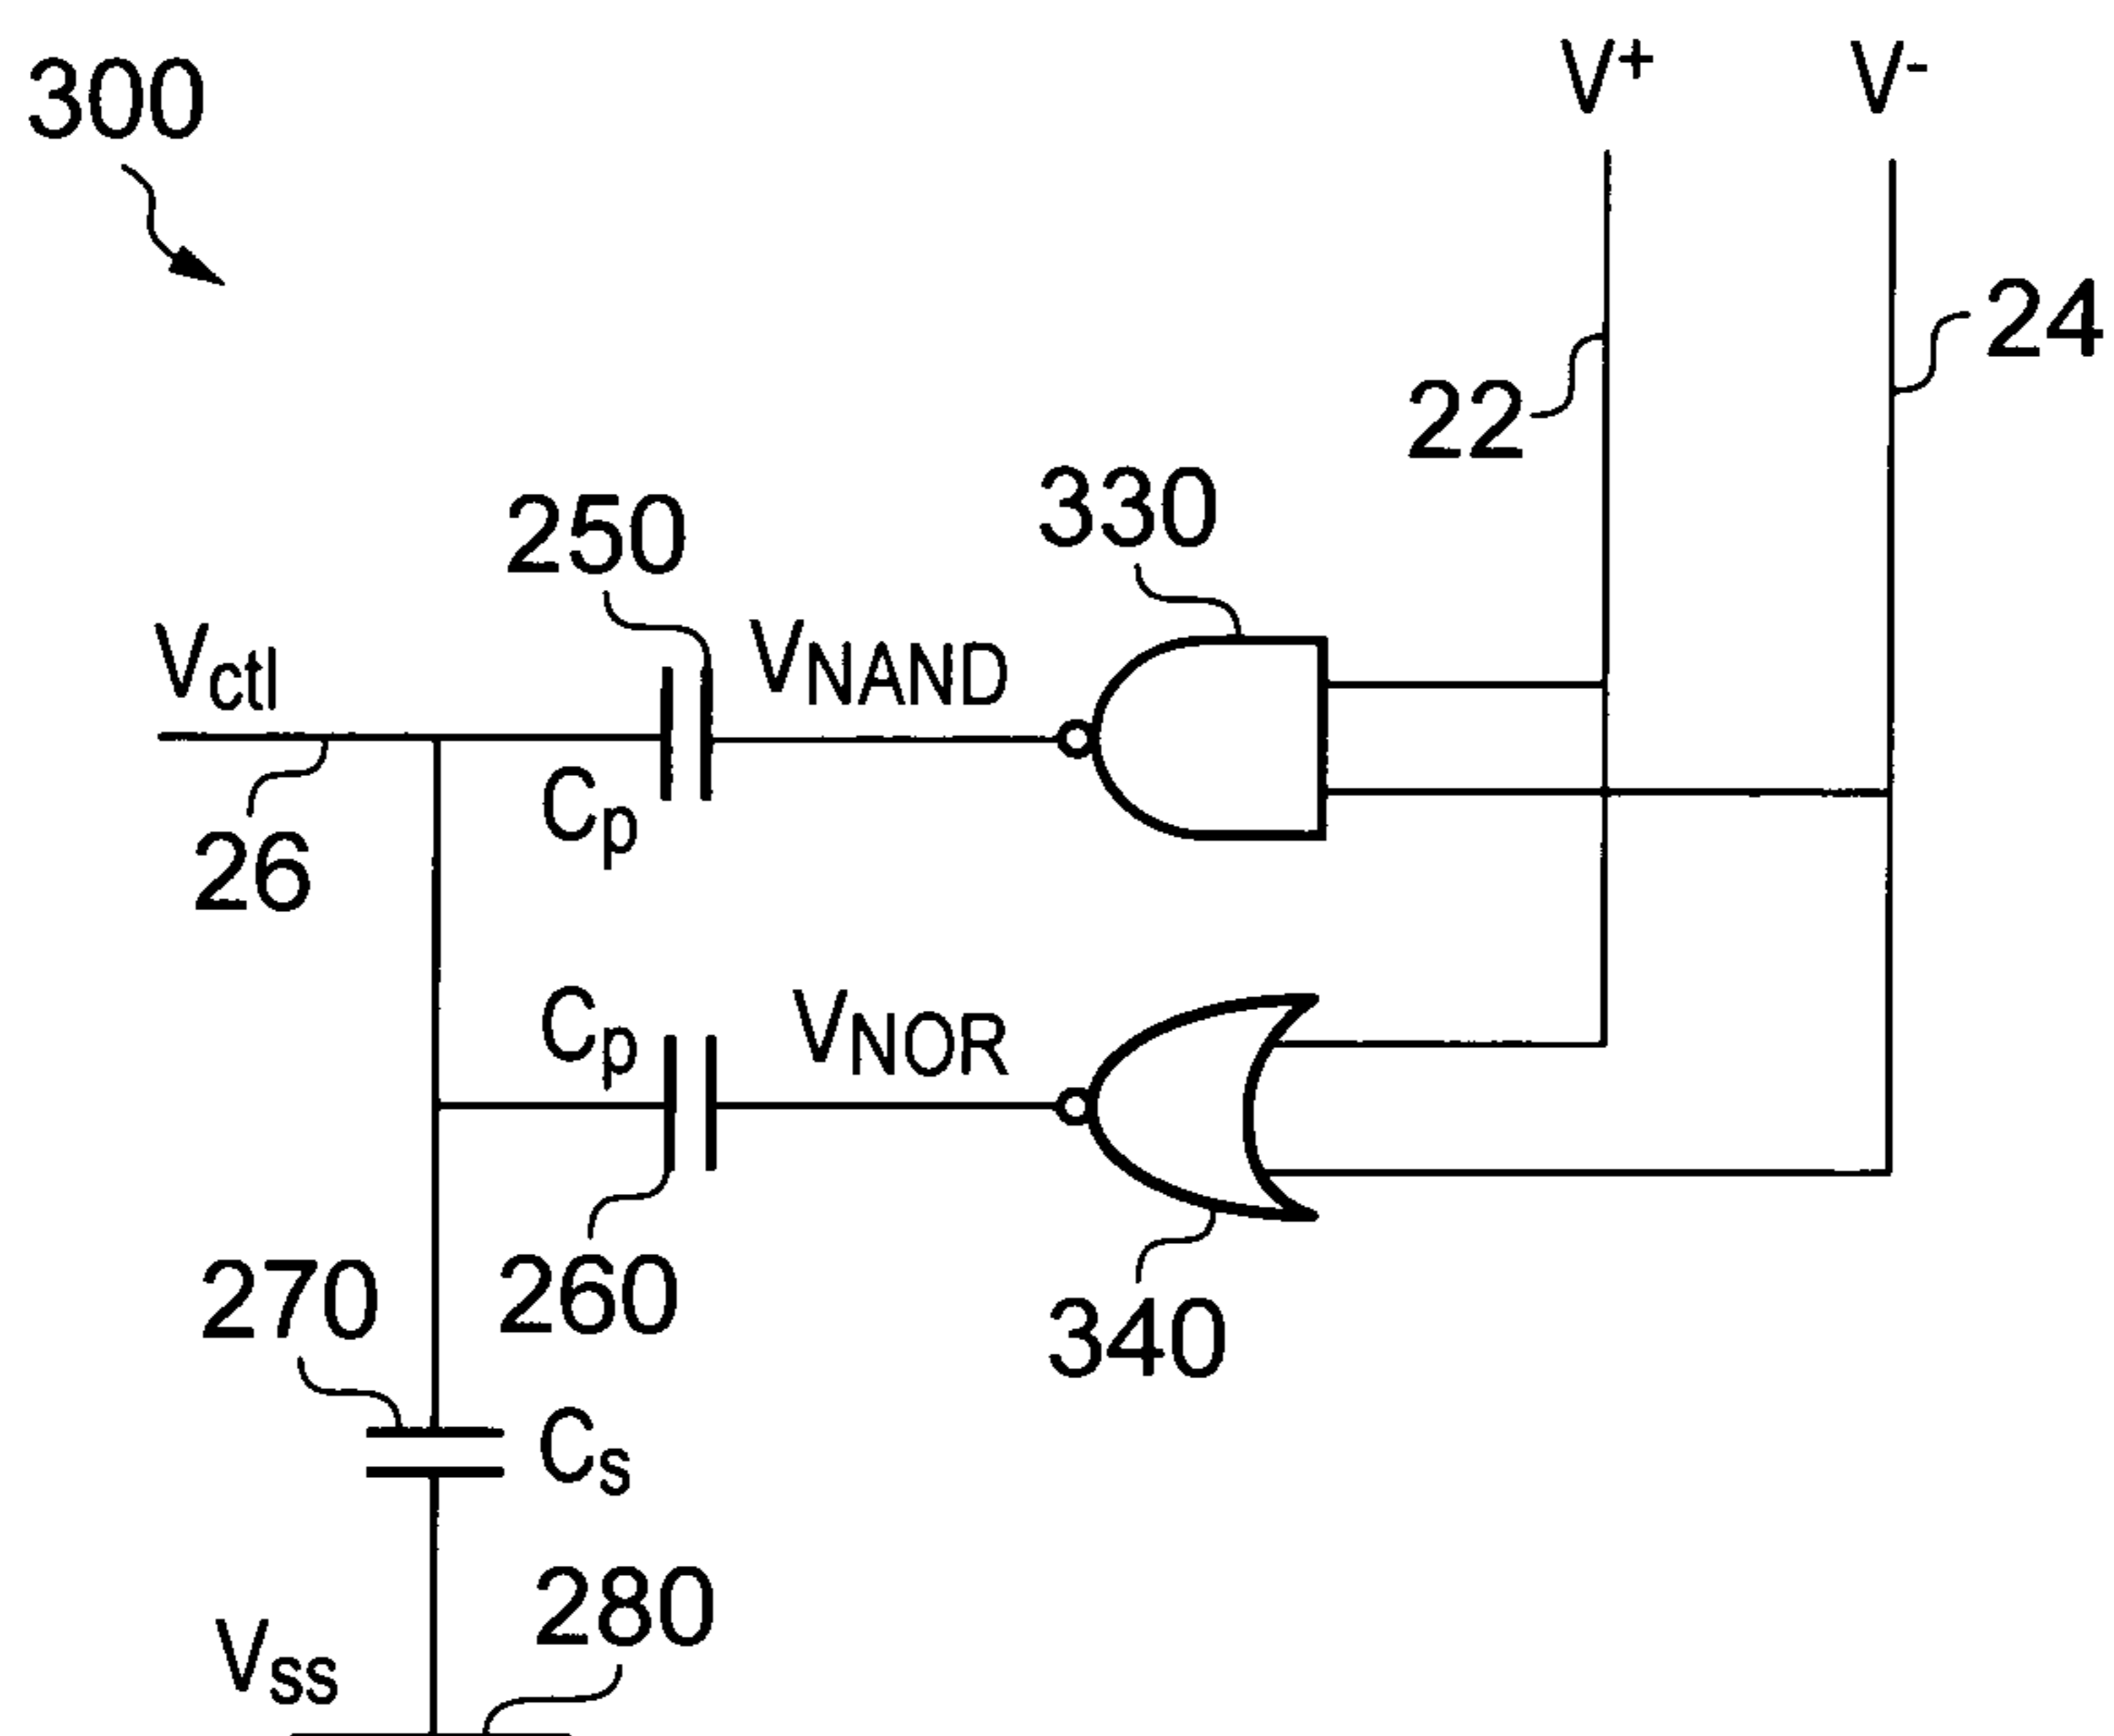 300
V+
V-
24
22
330
250
Vctl
VNAND
Cp
26
Cp
VNOR
270
260
340
Cs
280
Vss